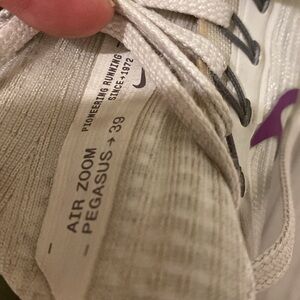 PIONEERING RUNNING
SINCE→1972
AIR ZOOM
PEGASUS→39